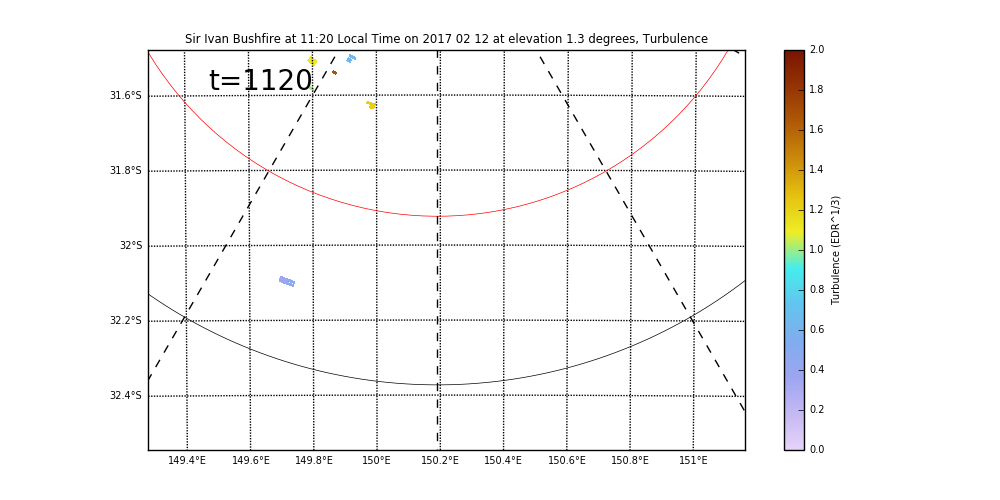 Sir Ivan Bushfire at 11:20 Local Time on 2017 02 12 at elevation 1.3 degrees, Turbulence
t=1120
31.6°S
31.8°S
32°S
32.2°S
32.4°S
149.4°E 149.6°E 149.8°E 150°E 150.2°E 150.4°E 150.6°E 150.8°E 151°E
2.0
1.8
1.6
1.4
1.2
1.0
0.8
0.6
0.4
0.2
0.0
Turbulence (EDR^1/3)